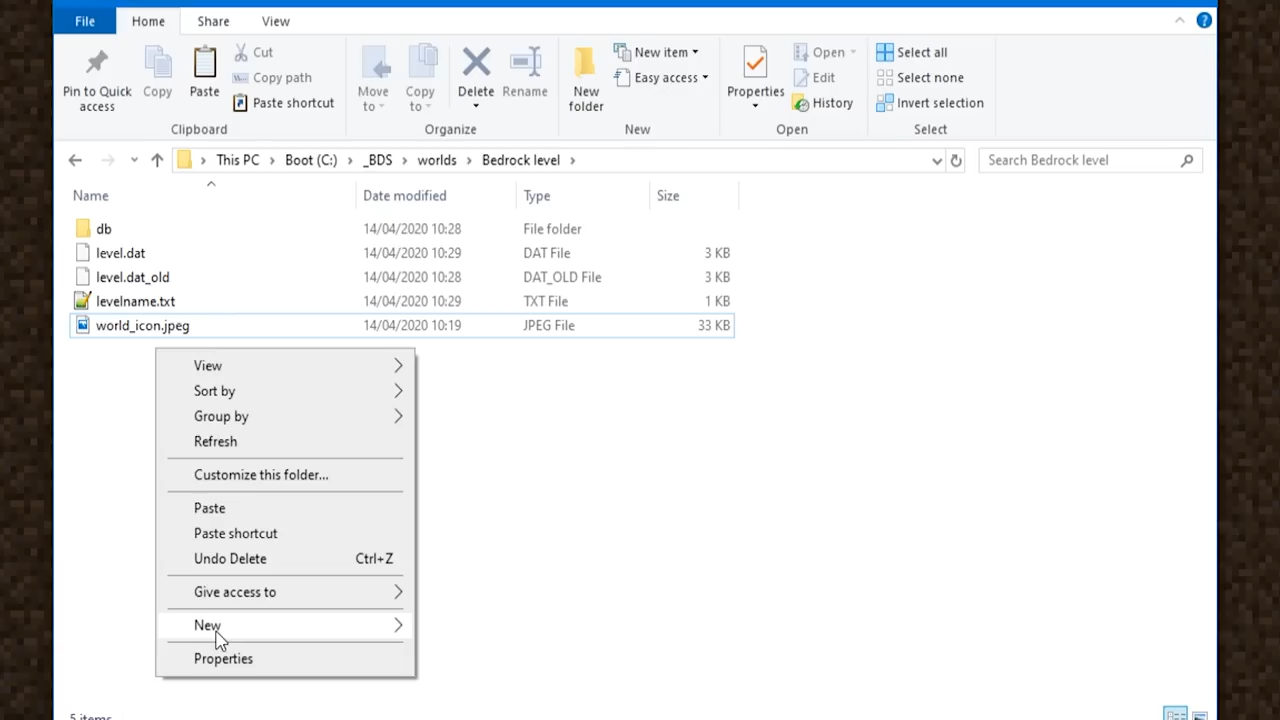 File Home Share View
Pin to Quick access
Copy
Paste
Cut
Copy path
Paste shortcut
Clipboard
Move to
Copy to
Delete
Rename
Organize
New folder
New item
Easy access
New
Properties
Open
Edit
History
Open
Select all
Select none
Invert selection
Select
This PC Boot (C:) _BDS worlds Bedrock level
Search Bedrock level
Name Date modified Type Size
db 14/04/2020 10:28 File folder
level.dat 14/04/2020 10:29 DAT File 3 KB
level.dat_old 14/04/2020 10:28 DAT_OLD File 3 KB
levelname.txt 14/04/2020 10:29 TXT File 1 KB
world_icon.jpeg 14/04/2020 10:19 JPEG File 33 KB
View
Sort by
Group by
Refresh
Customize this folder...
Paste
Paste shortcut
Undo Delete Ctrl+Z
Give access to
New
Properties
5 items